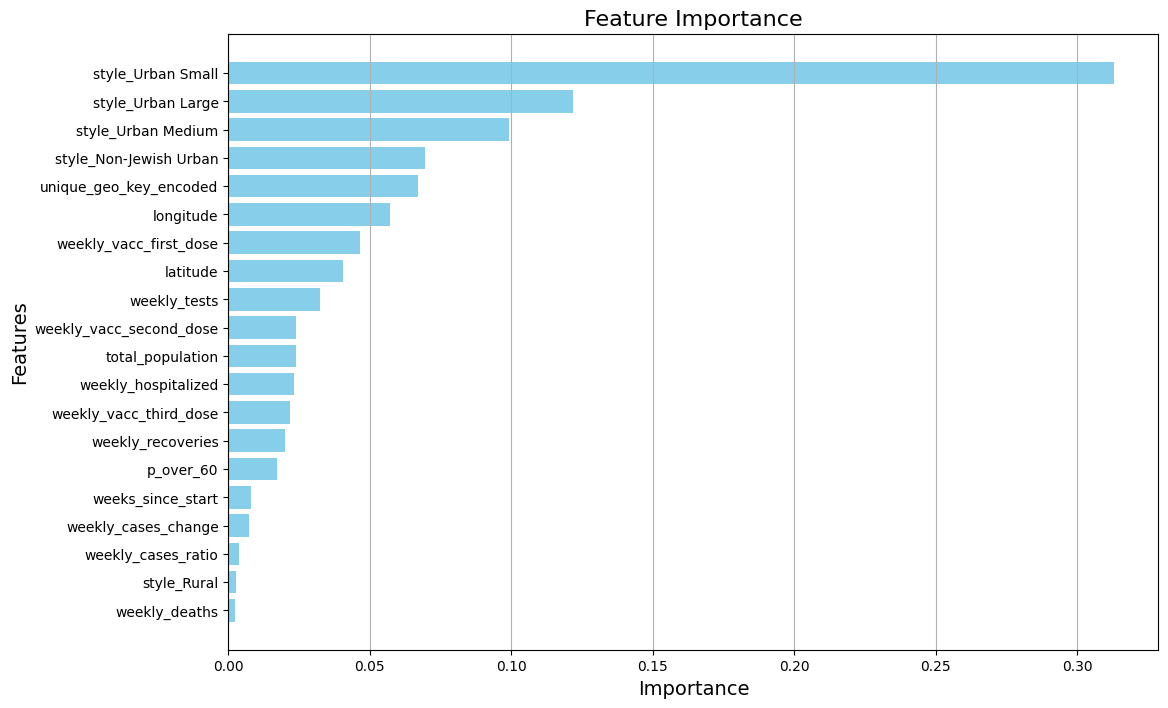 Feature Importance
style_Urban Small
style_Urban Large
style_Urban Medium
style_Non-Jewish Urban
unique_geo_key_encoded
longitude
weekly_vacc_first_dose
latitude
weekly_tests
weekly_vacc_second_dose
total_population
weekly_hospitalized
weekly_vacc_third_dose
weekly_recoveries
p_over_60
weeks_since_start
weekly_cases_change
weekly_cases_ratio
style_Rural
weekly_deaths
Features
0.00 0.05 0.10 0.15 0.20 0.25 0.30
Importance